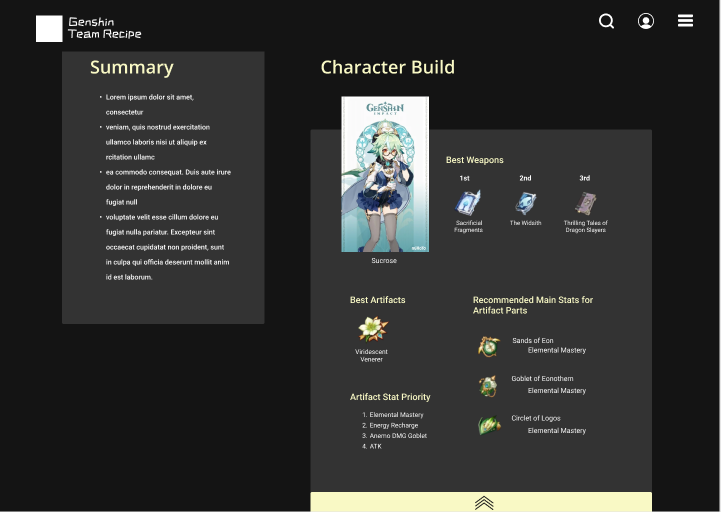 Genshin
Team Recipe
Summary
• Lorem ipsum dolor sit amet,
consectetur
• veniam, quis nostrud exercitation
ullamco laboris nisi ut aliquip ex
rcitation ullamc
• ea commodo consequat. Duis aute irure
dolor in reprehenderit in dolore eu
fugiat null
• voluptate velit esse cillum dolore eu
fugiat nulla pariatur. Excepteur sint
occaecat cupidatat non proident, sunt
in culpa qui officia deserunt mollit anim
id est laborum.
Character Build
GENSHIN
IMPACT
Sucrose
Best Weapons
1st
2nd
3rd
Sacrificial
Fragments
The Widsith
Thrilling Tales of
Dragon Slayers
Best Artifacts
Viridescent
Venerer
Artifact Stat Priority
1. Elemental Mastery
2. Energy Recharge
3. Anemo DMG Goblet
4. ATK
Recommended Main Stats for
Artifact Parts
Sands of Eon
Elemental Mastery
Goblet of Eonothem
Elemental Mastery
Circlet of Logos
Elemental Mastery